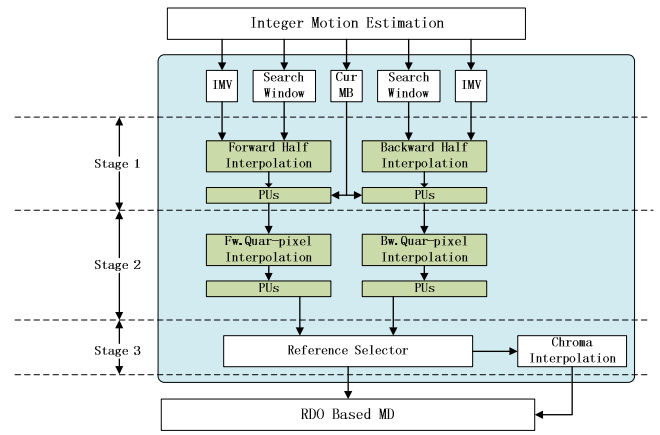 Integer Motion Estimation
IMV
Search
Window
Cur
MB
Search
Window
IMV
Stage 1
Forward Half
Interpolation
Backward Half
Interpolation
PUs
PUs
Stage 2
Fw.Quar-pixel
Interpolation
Bw.Quar-pixel
Interpolation
PUs
PUs
Stage 3
Reference Selector
Chroma
Interpolation
RDO Based MD